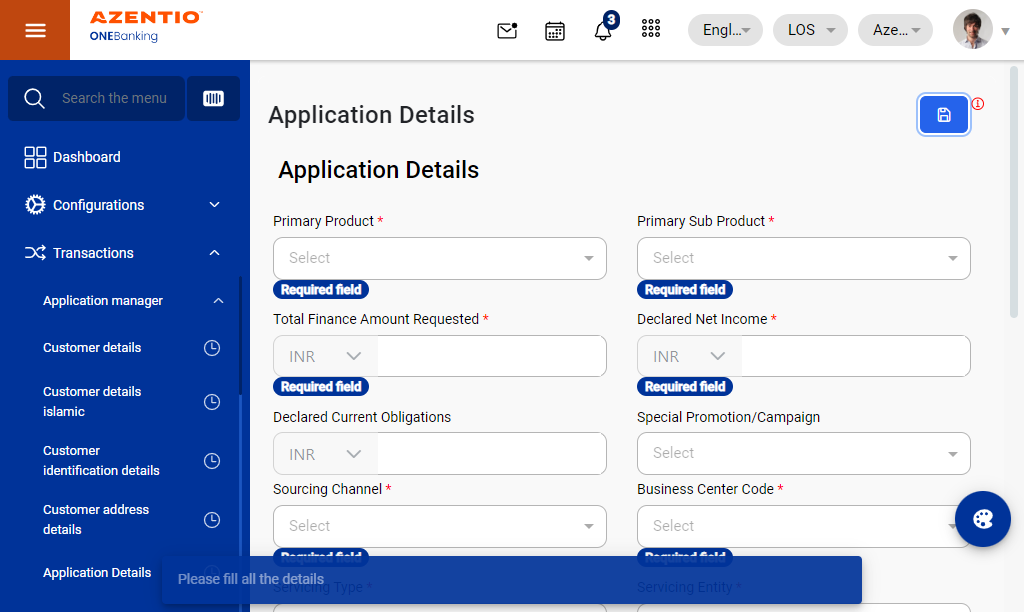 AZENTIO
ONEBanking
3
Engl...
LOS
Aze...
Search the menu
Dashboard
Configurations
Transactions
Application manager
Customer details
Customer details
islamic
Customer
identification details
Customer address
details
Application Details
Application Details
Application Details
Primary Product *
Primary Sub Product *
Select
Select
Required field
Required field
Total Finance Amount Requested *
Declared Net Income *
INR
INR
Required field
Required field
Declared Current Obligations
Special Promotion/Campaign
INR
Select
Sourcing Channel *
Business Center Code *
Select
Select
Required field
Required field
Please fill all the details
Servicing Type *
Servicing Entity *